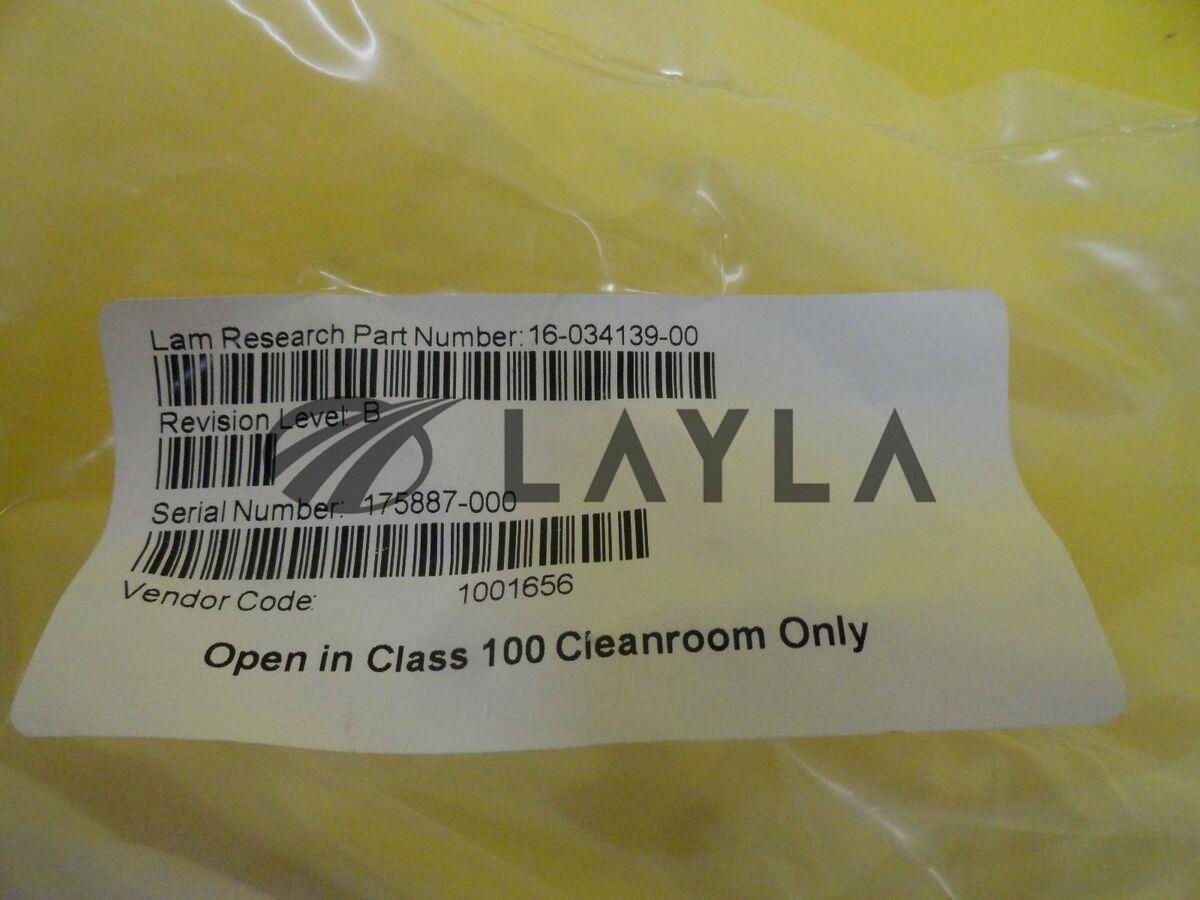 Lam Research Part Number: 16-034139-00
Revision Level: B
LAYLA
Serial Number: 175887-000
Vendor Code: 1001656
Open in Class 100 Cleanroom Only